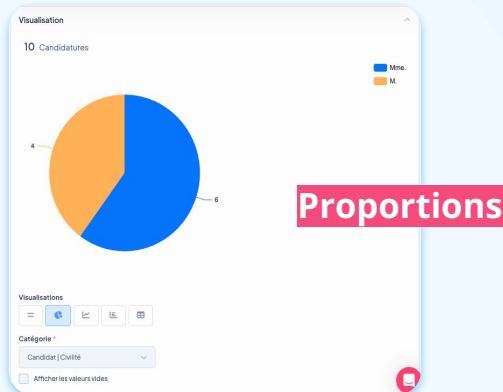 Visualisation
10 Candidatures
Mme.
M.
4
6
Proportions
Visualisations
Catégorie *
Candidat | Civilité
Afficher les valeurs vides